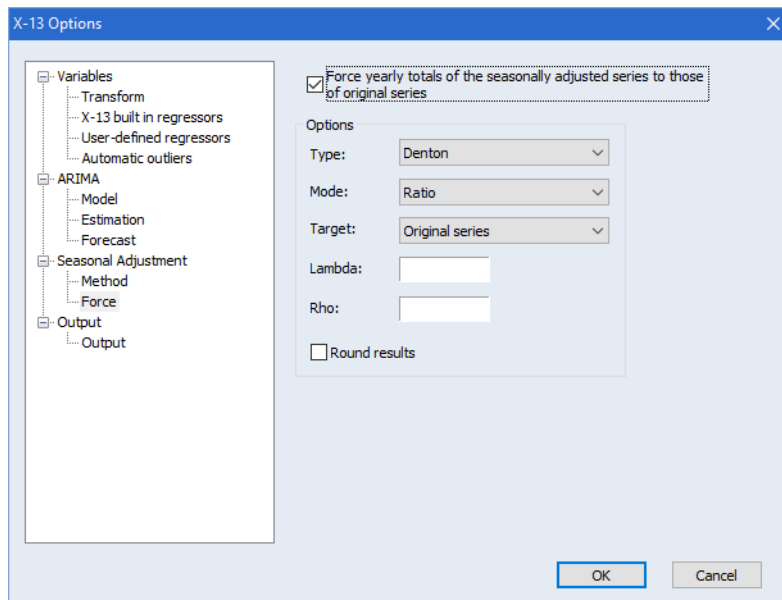 X-13 Options
Variables
Transform
X-13 built in regressors
User-defined regressors
Automatic outliers
ARIMA
Model
Estimation
Forecast
Seasonal Adjustment
Method
Force
Output
Output
Force yearly totals of the seasonally adjusted series to those
of original series
Options
Type: Denton
Mode: Ratio
Target: Original series
Lambda:
Rho:
Round results
OK Cancel